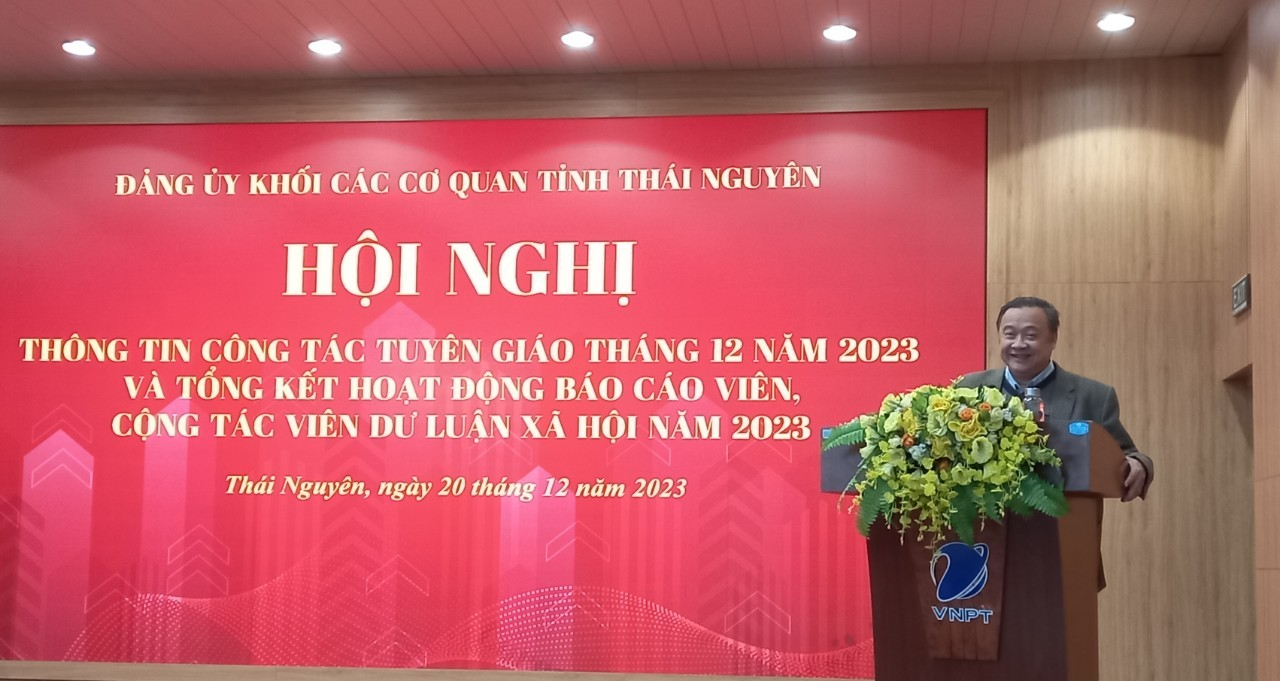 ĐẢNG ỦY KHỐI CÁC CƠ QUAN TỈNH THÁI NGUYÊN
HỘI NGHỊ
THÔNG TIN CÔNG TÁC TUYÊN GIÁO THÁNG 12 NĂM 2023
VÀ TỔNG KẾT HOẠT ĐỘNG BÁO CÁO VIÊN,
CỘNG TÁC VIÊN DƯ LUẬN XÃ HỘI NĂM 2023
Thái Nguyên, ngày 20 tháng 12 năm 2023
EXIT
VNPT